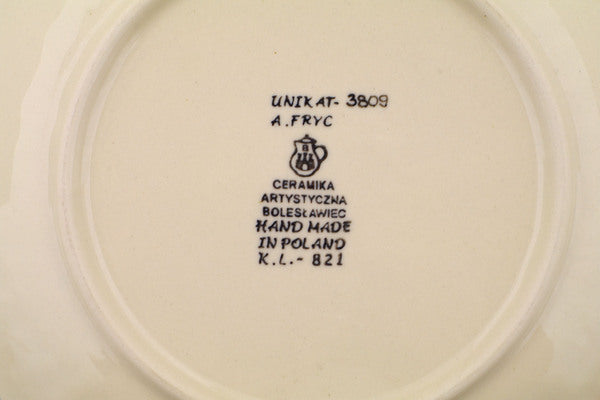 UNIKAT- 3809
A. FRYC
B
CERAMIKA
ARTYSTYCZNA
BOLESŁAWIEC
HAND MADE
IN POLAND
K.L.- 821